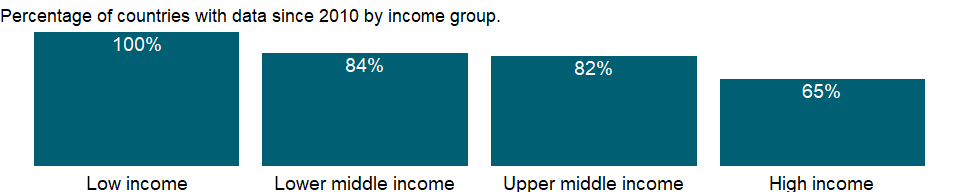 Percentage of countries with data since 2010 by income group.
100%
84%
82%
65%
Low income
Lower middle income
Upper middle income
High income